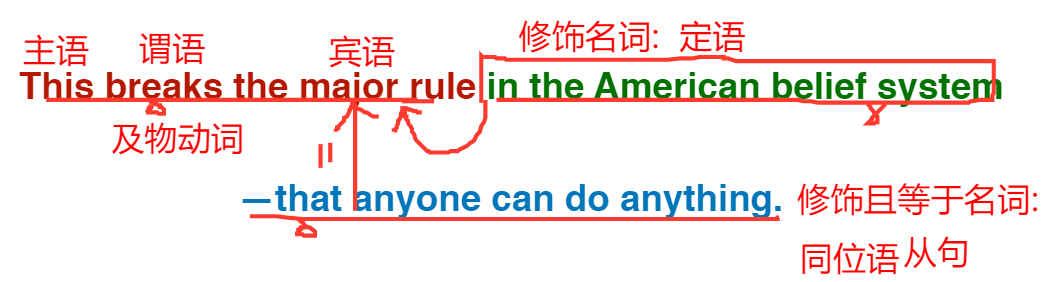 修饰名词: 定语
主语 谓语 宾语
This breaks the major rule in the American belief system
及物动词
—that anyone can do anything.
修饰且等于名词:
同位语从句